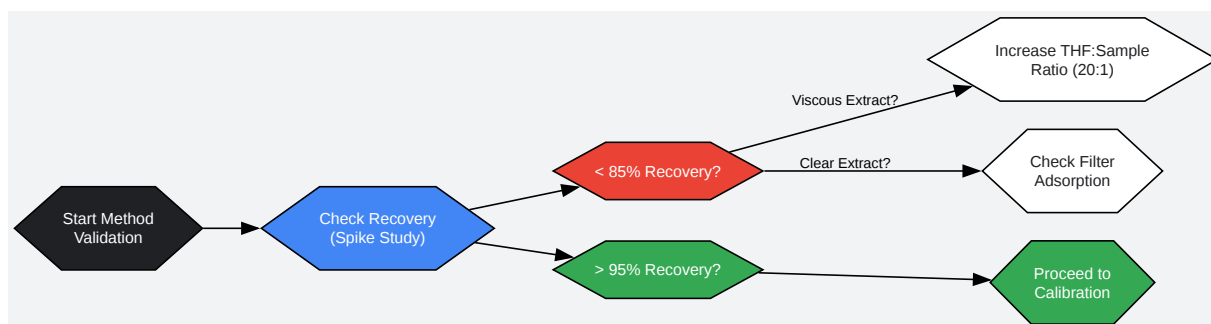 Start Method
Validation
Check Recovery
(Spike Study)
< 85% Recovery?
> 95% Recovery?
Viscous Extract?
Clear Extract?
Increase THF:Sample
Ratio (20:1)
Check Filter
Adsorption
Proceed to
Calibration